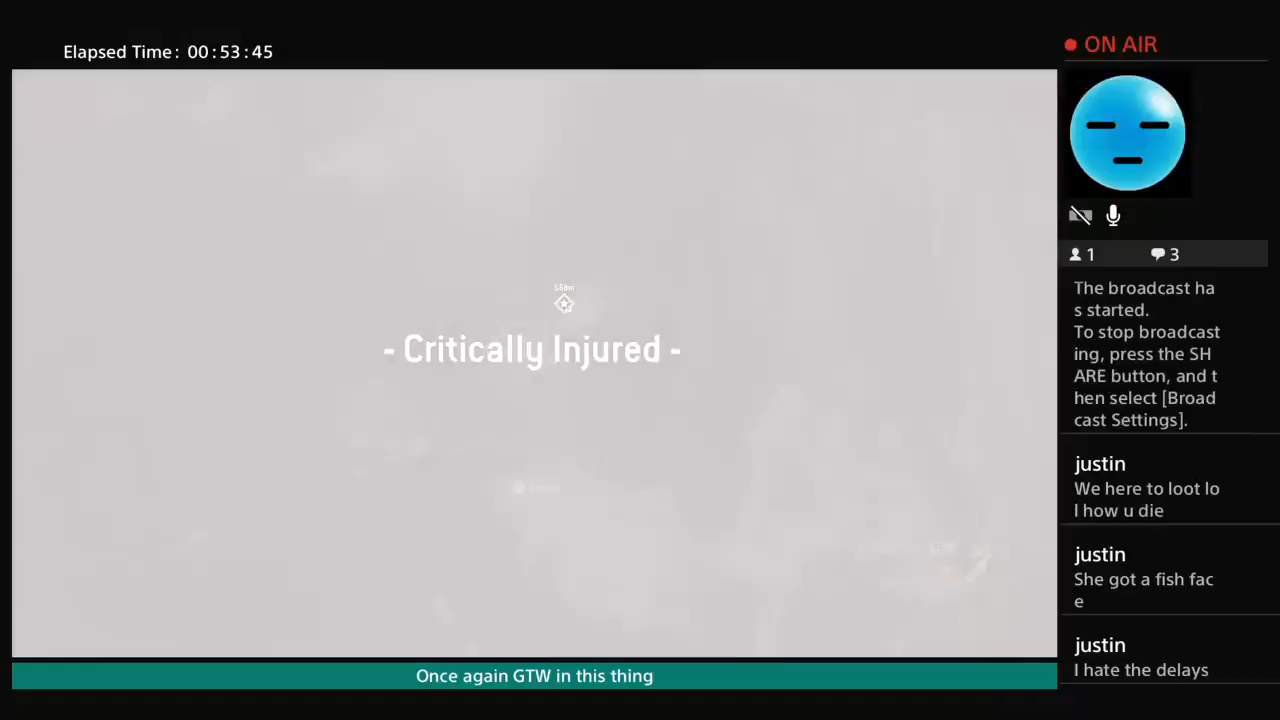 Elapsed Time: 00:53:45
ON AIR
1 3
- Critically Injured -
The broadcast ha
s started.
To stop broadcast
ing, press the SH
ARE button, and t
hen select [Broad
cast Settings].
justin
We here to loot lo
l how u die
justin
She got a fish fac
e
justin
I hate the delays
Once again GTW in this thing